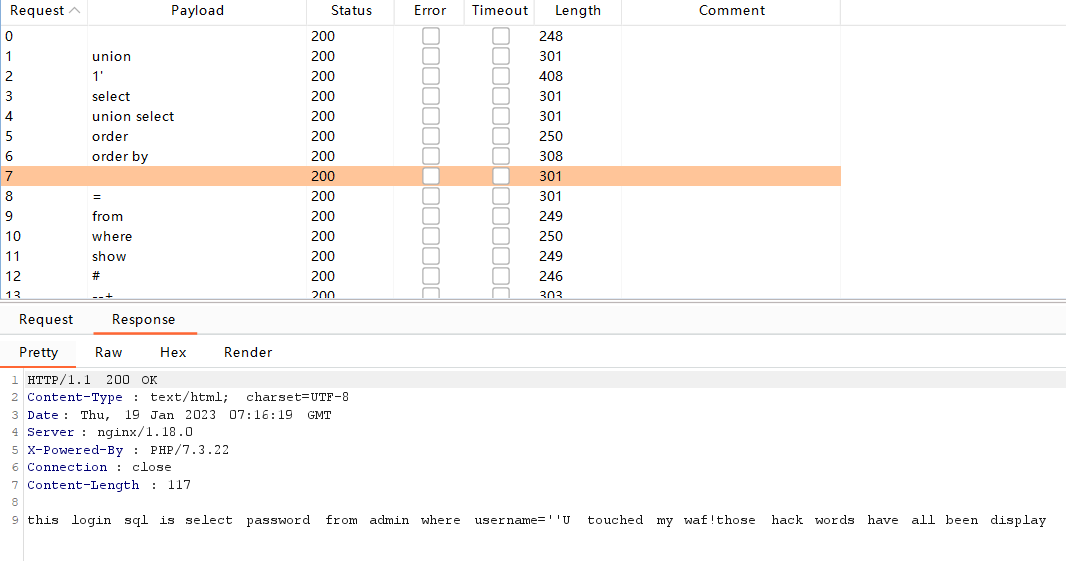 Request Payload Status Error Timeout Length Comment
0 200 248
1 union 200 301
2 1' 200 408
3 select 200 301
4 union select 200 301
5 order 200 250
6 order by 200 308
7 200 301
8 = 200 301
9 from 200 249
10 where 200 250
11 show 200 249
12 # 200 246
13 --+ 200 303
Request Response
Pretty Raw Hex Render
1 HTTP/1.1 200 OK
2 Content-Type : text/html; charset=UTF-8
3 Date : Thu, 19 Jan 2023 07:16:19 GMT
4 Server : nginx/1.18.0
5 X-Powered-By : PHP/7.3.22
6 Connection : close
7 Content-Length : 117
8
9 this login sql is select password from admin where username=''U touched my waf!those hack words have all been display